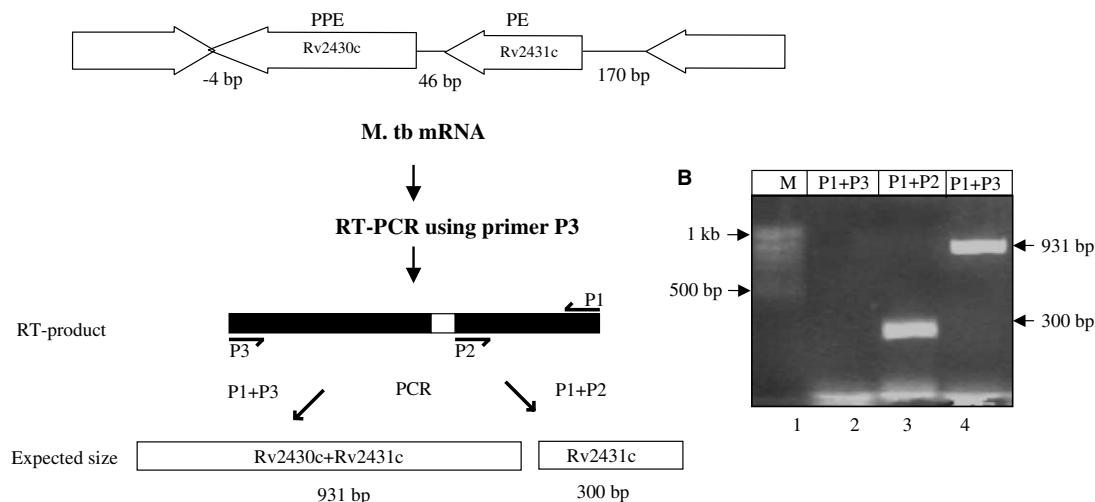 PPE
PE
Rv2430c
Rv2431c
-4 bp
46 bp
170 bp
M. tb mRNA
RT-PCR using primer P3
P1
RT-product
P3
P2
P1+P3
PCR
P1+P2
Expected size
Rv2430c+Rv2431c
Rv2431c
931 bp
300 bp
B
M
P1+P3
P1+P2
P1+P3
1 kb
931 bp
500 bp
300 bp
1
2
3
4